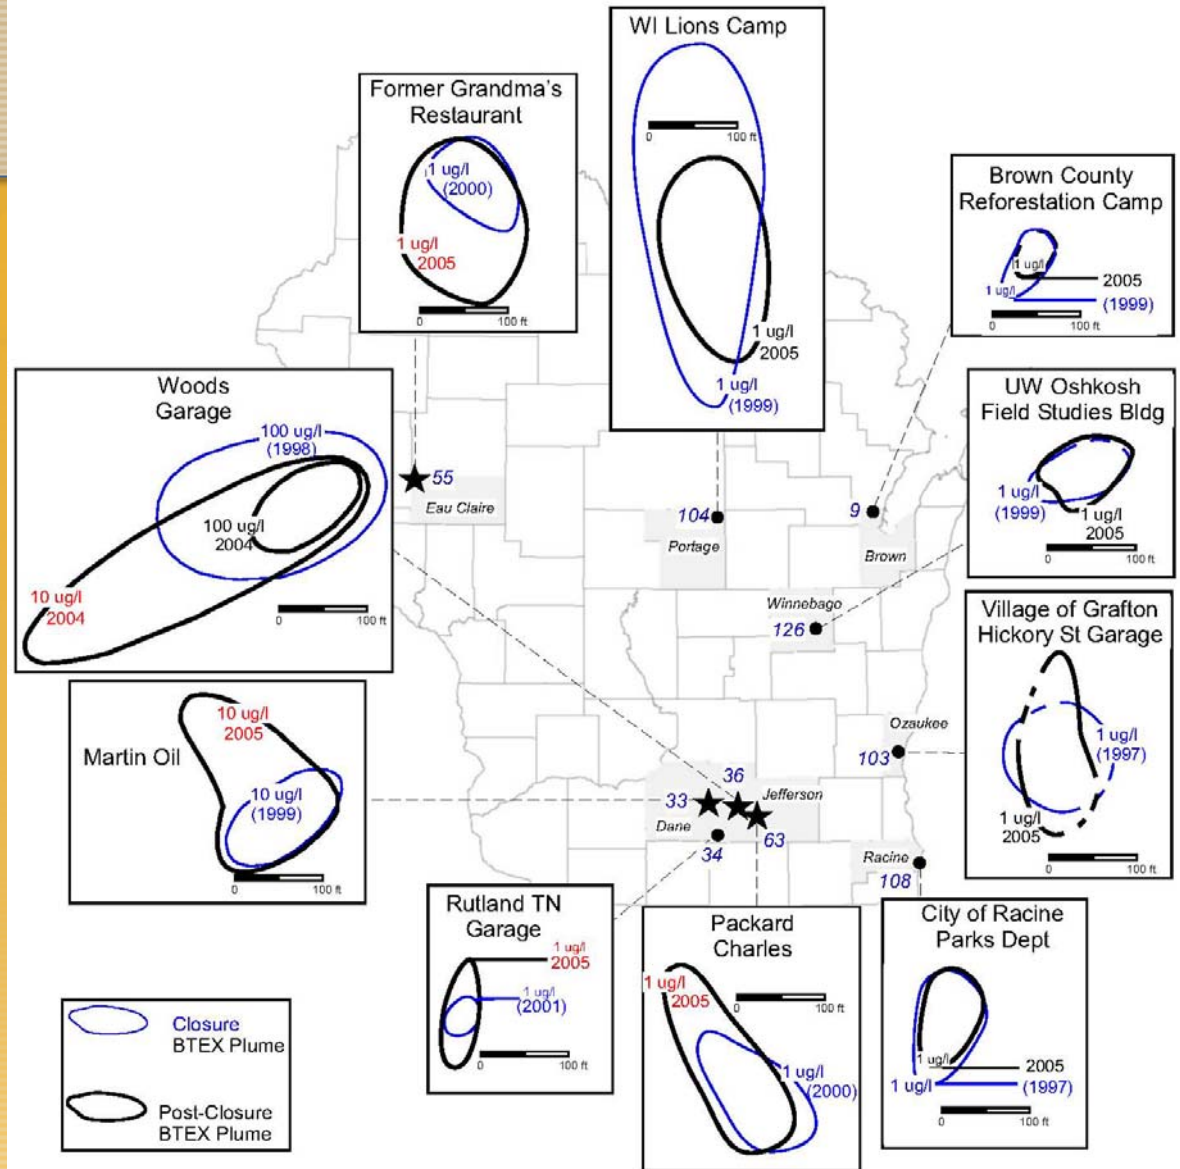 WI Lions Camp
100 ft
0
1 ug/l
2005
1 ug/l
(1999)
Former Grandma's
Restaurant
1 ug/l
(2000)
1 ug/l
2005
0
100 ft
Brown County
Reforestation Camp
1 ug/l
2005
1 ug/l
(1999)
0
100 ft
Woods
Garage
100 ug/l
(1998)
100 ug/l
2004
10 ug/l
2004
0
100 ft
UW Oshkosh
Field Studies Bldg
1 ug/l
(1999)
1 ug/l
2005
0
100 ft
55
Eau Claire
104
Portage
9
Brown
Winnebago
126
Village of Grafton
Hickory St Garage
1 ug/l
(1997)
1 ug/l
2005
0
100 ft
Martin Oil
10 ug/l
2005
10 ug/l
(1999)
0
100 ft
Ozaukee
103
36
33
Jefferson
Dane
63
34
Racine
108
Rutland TN
Garage
1 ug/l
2005
1 ug/l
(2001)
0
100 ft
Packard
Charles
1 ug/l
2005
0
100 ft
1 ug/l
(2000)
City of Racine
Parks Dept
1 ug/l
2005
1 ug/l
(1997)
0
100 ft
Closure
BTEX Plume
Post-Closure
BTEX Plume